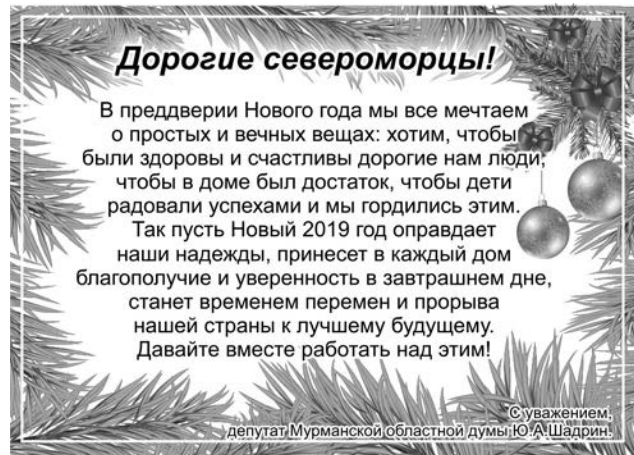 Дорогие североморцы!
В преддверии Нового года мы все мечтаем
о простых и вечных вещах: хотим, чтобы
были здоровы и счастливы дорогие нам люди,
чтобы в доме был достаток, чтобы дети
радовали успехами и мы гордились этим.
Так пусть Новый 2019 год оправдает
наши надежды, принесет в каждый дом
благополучие и уверенность в завтрашнем дне,
станет временем перемен и прорыва
нашей страны к лучшему будущему.
Давайте вместе работать над этим!
С уважением,
депутат Мурманской областной думы Ю.А.Шадрин.